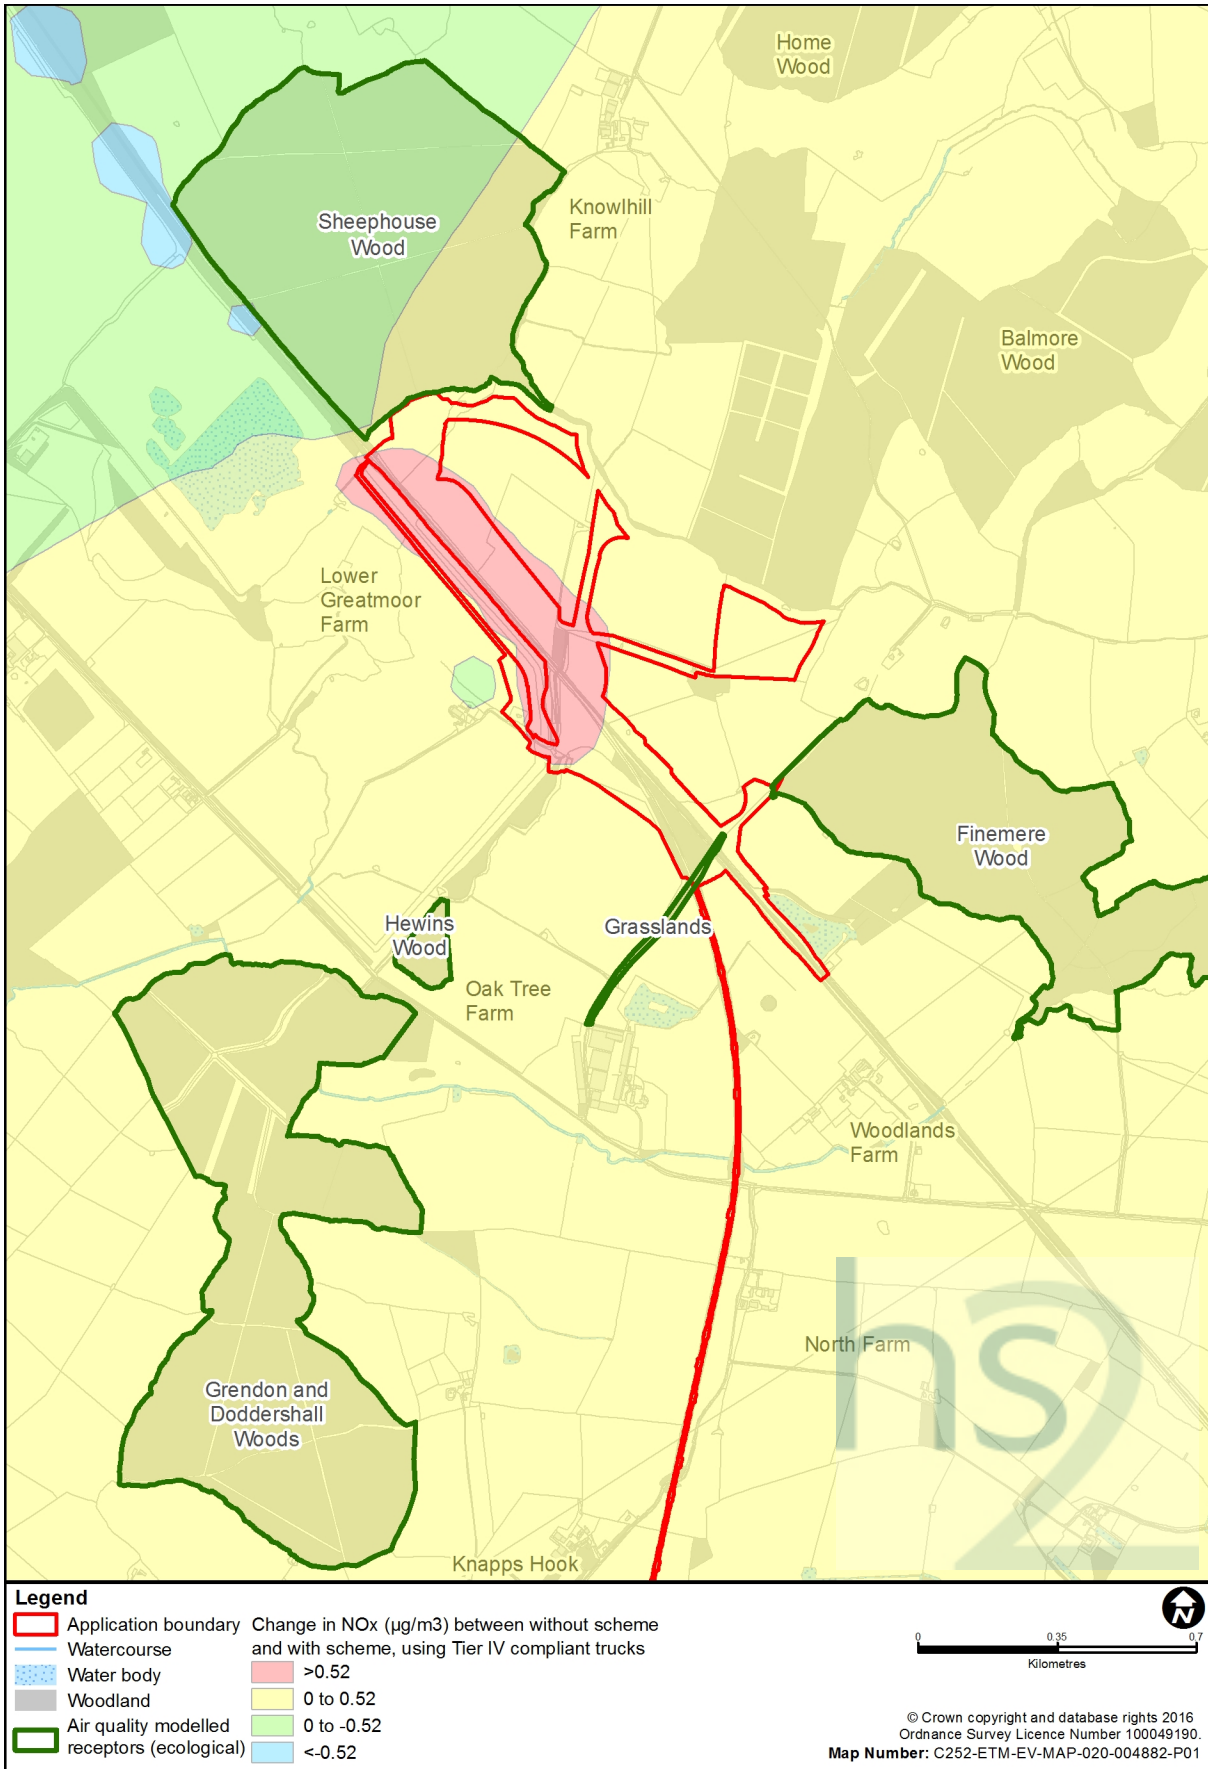 Home
Wood
Knowlhill
Farm
Sheephouse
Wood
Balmore
Wood
Lower
Greatmoor
Farm
Finemere
Wood
Hewins
Wood
Grasslands
Oak Tree
Farm
Woodlands
Farm
North Farm
hs2
Grendon and
Doddershall
Woods
Knapps Hook
Legend
Application boundary
Watercourse
Water body
Woodland
Air quality modelled
receptors (ecological)
Change in NOx (µg/m3) between without scheme
and with scheme, using Tier IV compliant trucks
>0.52
0 to 0.52
0 to -0.52
<-0.52
N
0 0.35 0.7
Kilometres
© Crown copyright and database rights 2016
Ordnance Survey Licence Number 100049190.
Map Number: C252-ETM-EV-MAP-020-004882-P01